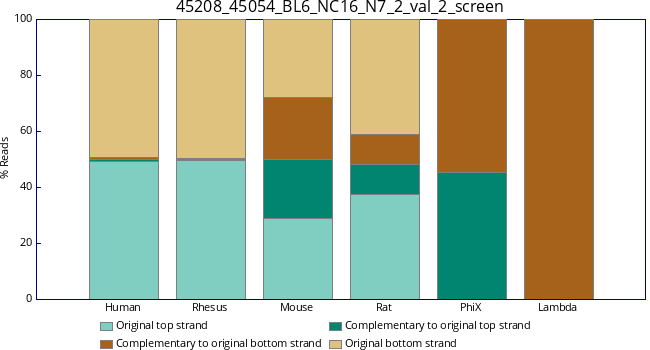 45208_45054_BL6_NC16_N7_2_val_2_screen
% Reads
100
80
60
40
20
0
Human Rhesus Mouse Rat PhiX Lambda
Original top strand Complementary to original top strand
Complementary to original bottom strand Original bottom strand